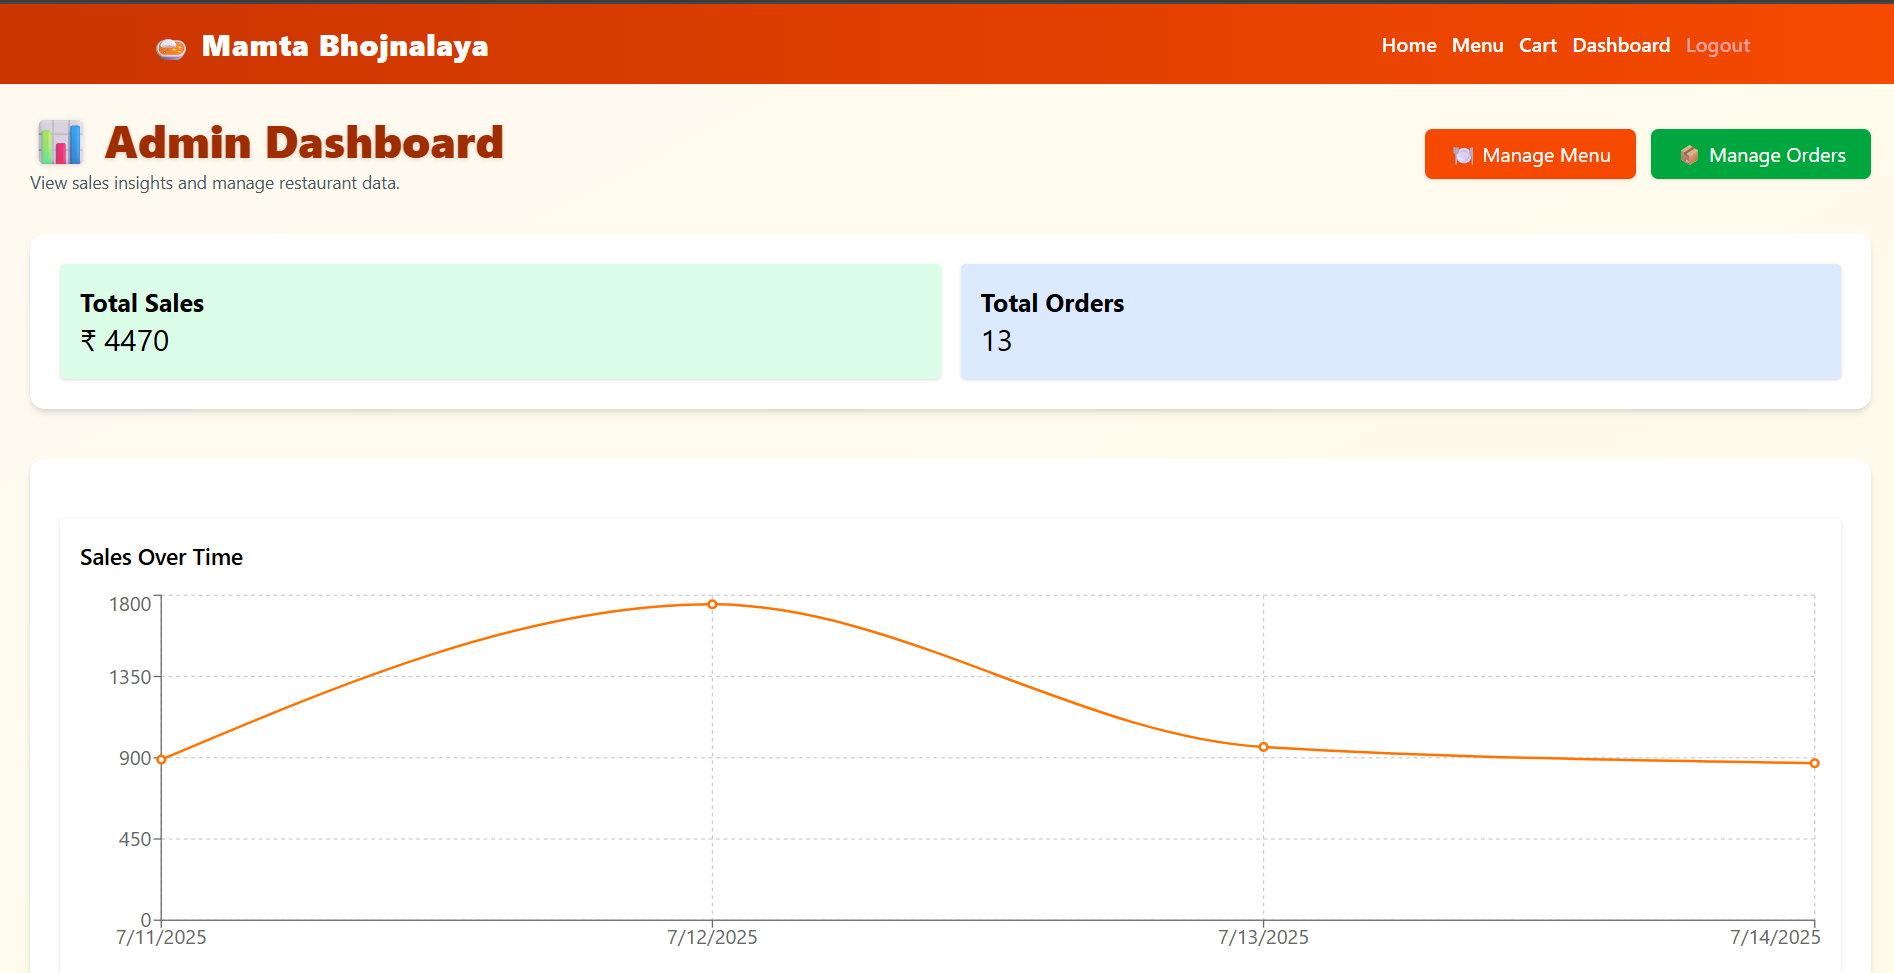 Mamta Bhojnalaya
Home Menu Cart Dashboard Logout
Admin Dashboard
View sales insights and manage restaurant data.
Manage Menu
Manage Orders
Total Sales
₹ 4470
Total Orders
13
Sales Over Time
1800
1350
900
450
0
7/11/2025 7/12/2025 7/13/2025 7/14/2025